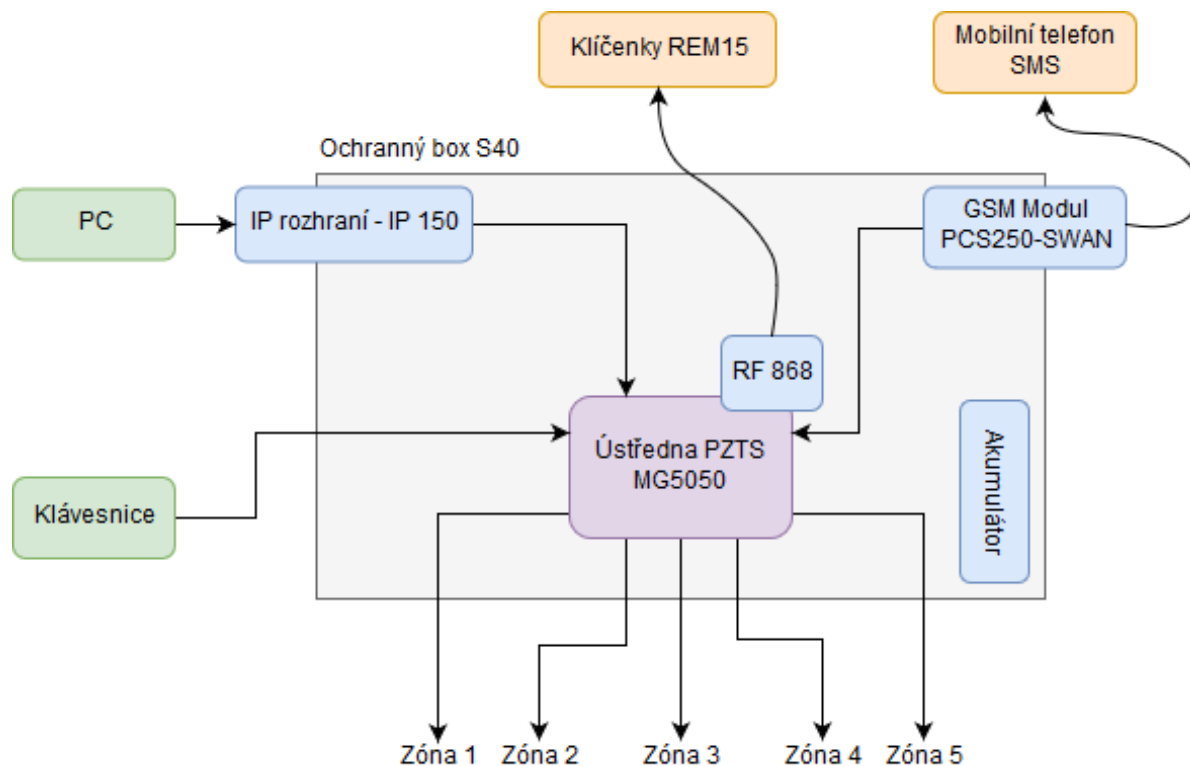 Klíčenky REM15
Mobilní telefon
SMS
Ochranný box S40
PC
IP rozhraní - IP 150
GSM Modul
PCS250-SWAN
RF 868
Ústředna PZTS
MG5050
Akumulátor
Klávesnice
Zóna 1
Zóna 2
Zóna 3
Zóna 4
Zóna 5